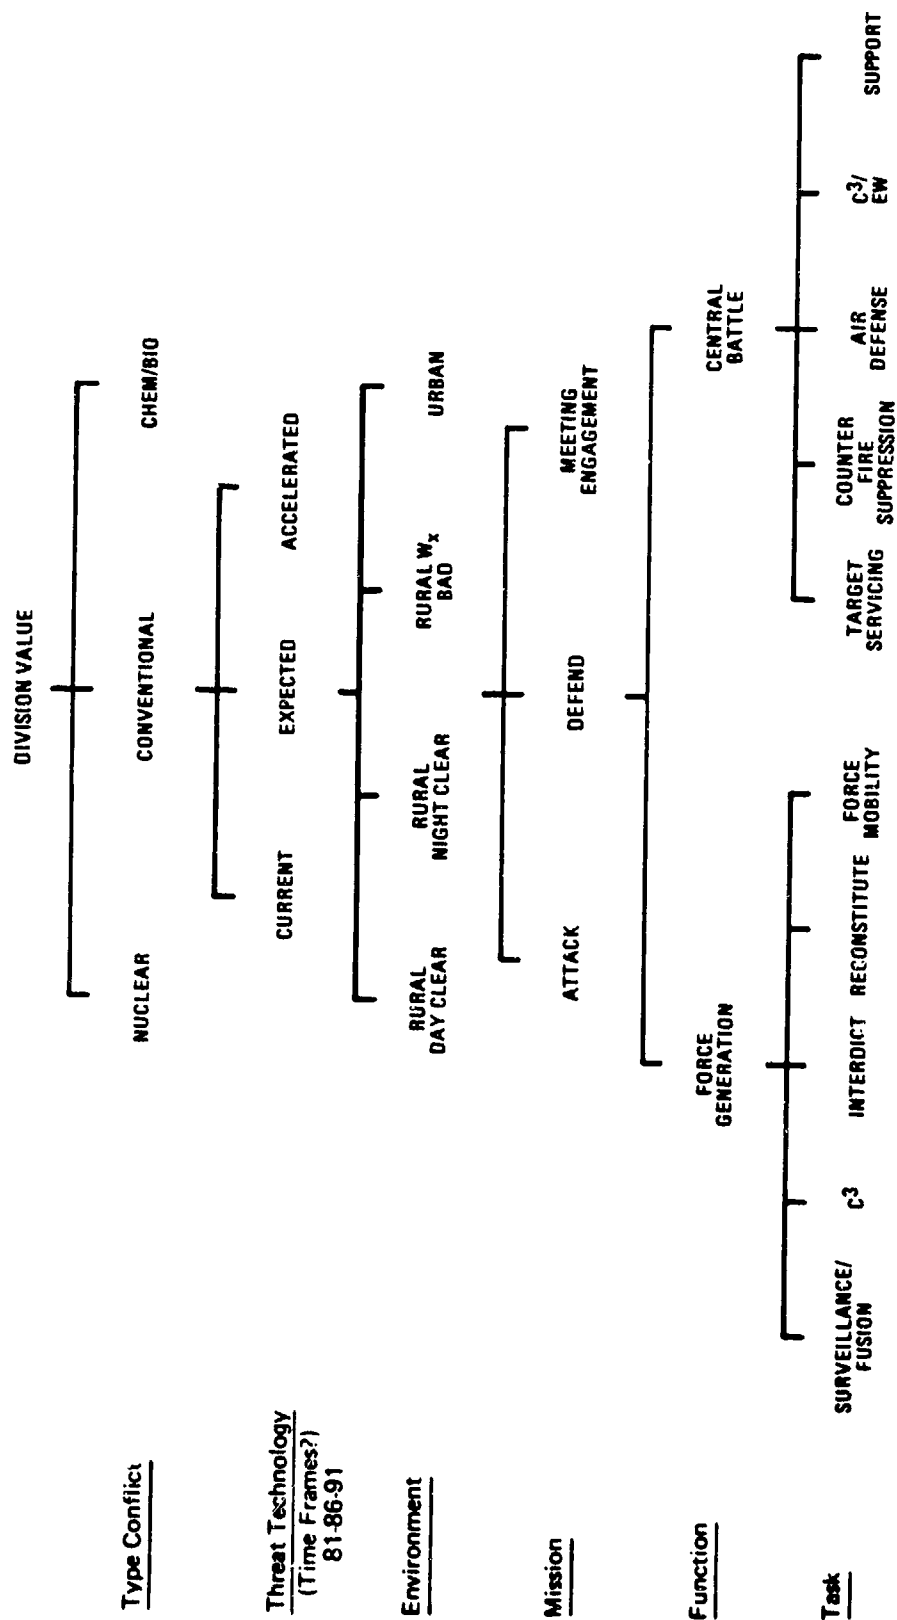 DIVISION VALUE
Type Conflict
NUCLEAR
CONVENTIONAL
CHEM/BIO
Threat Technology
(Time Frames?)
81-86-91
CURRENT
EXPECTED
ACCELERATED
Environment
RURAL
DAY CLEAR
RURAL
NIGHT CLEAR
RURAL Wx
BAD
URBAN
Mission
ATTACK
DEFEND
MEETING
ENGAGEMENT
Function
FORCE
GENERATION
CENTRAL
BATTLE
Task
SURVEILLANCE/
FUSION
C³
INTERDICT
RECONSTITUTE
FORCE
MOBILITY
TARGET
SERVICING
COUNTER
FIRE
SUPPRESSION
AIR
DEFENSE
C³/
EW
SUPPORT